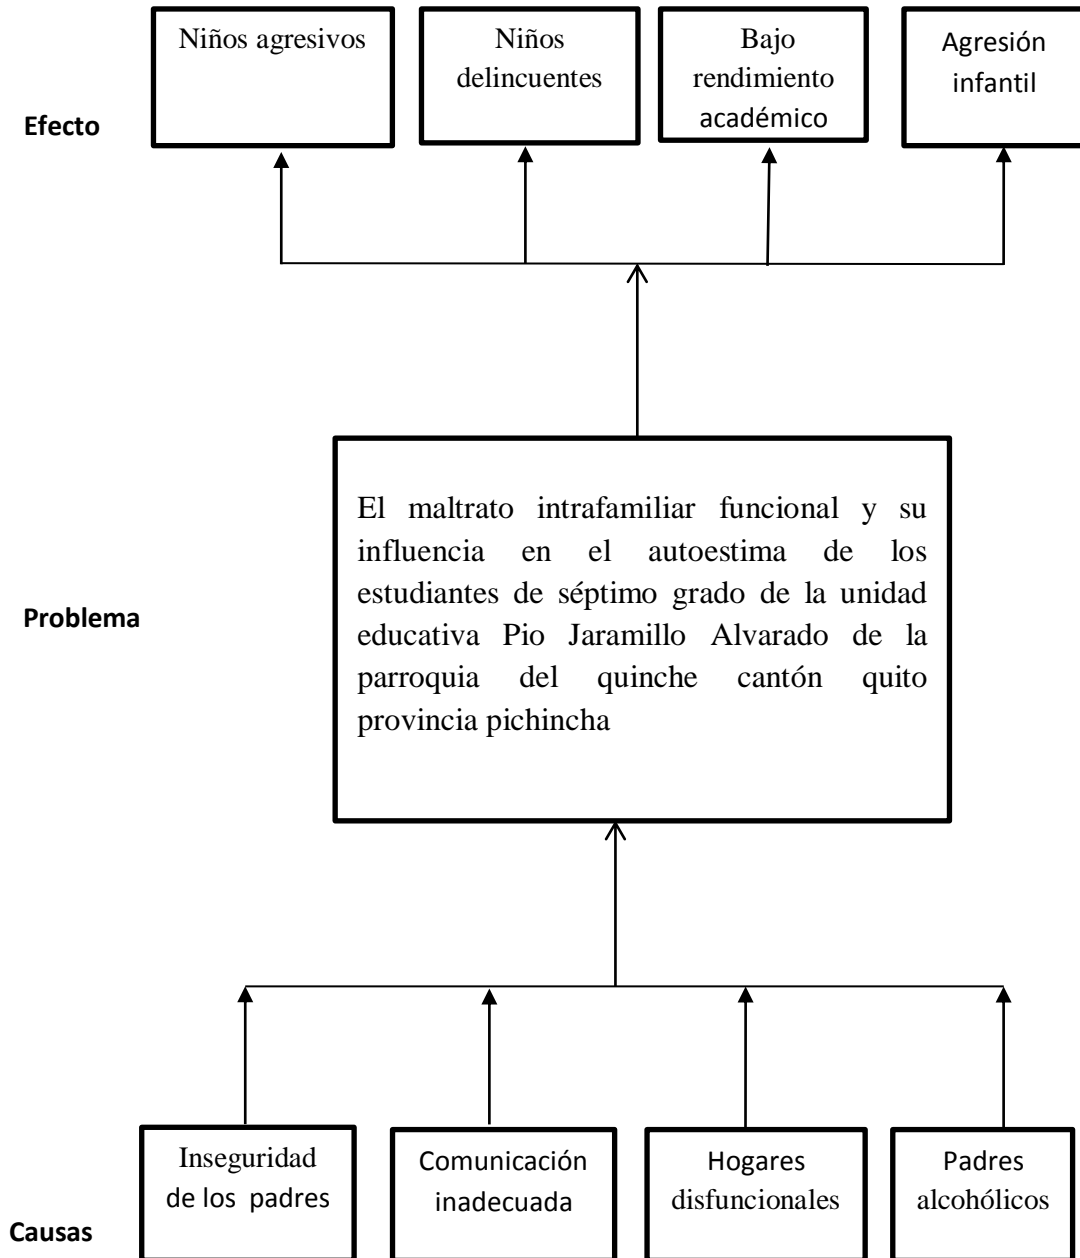 Niños agresivos
Niños
delincuentes
Bajo
rendimiento
académico
Agresión
infantil
Efecto
El maltrato intrafamiliar funcional y su
influencia en el autoestima de los
estudiantes de séptimo grado de la unidad
educativa Pio Jaramillo Alvarado de la
parroquia del quinche cantón quito
provincia pichincha
Problema
Inseguridad
de los padres
Comunicación
inadecuada
Hogares
disfuncionales
Padres
alcohólicos
Causas